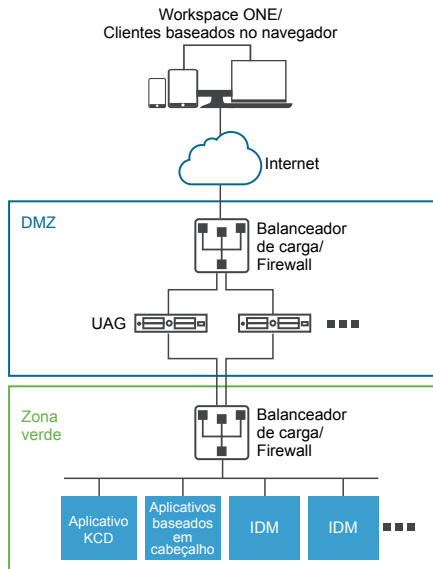 Workspace ONE/
Clientes baseados no navegador
Internet
DMZ
Balanceador
de carga/
Firewall
UAG
Zona
verde
Balanceador
de carga/
Firewall
Aplicativo
KCD
Aplicativos
baseados
em
cabeçalho
IDM
IDM